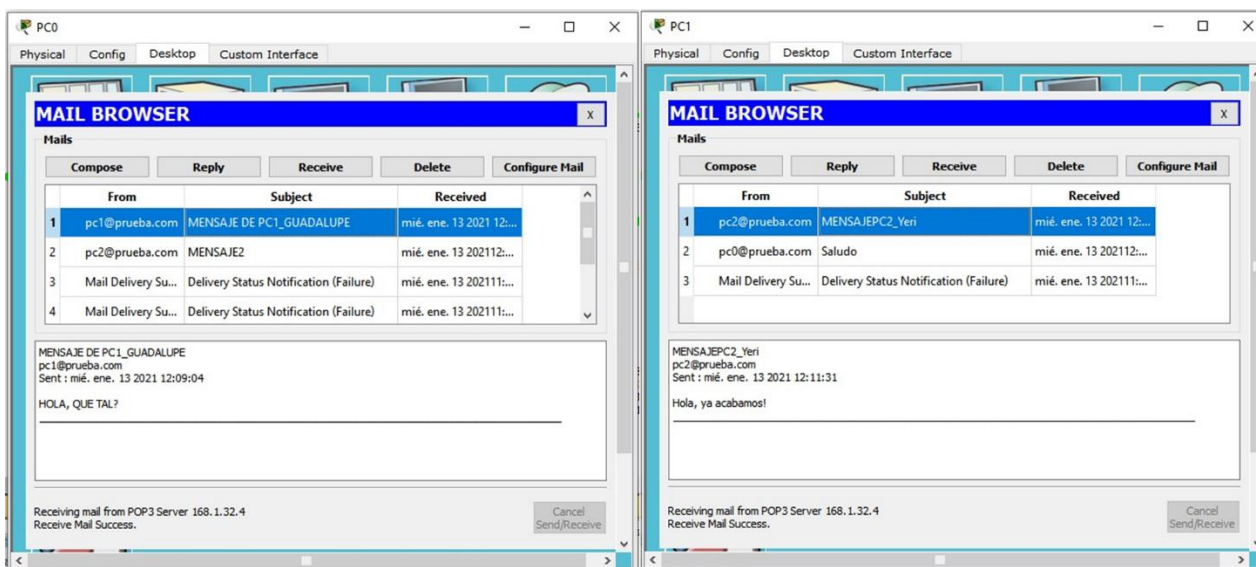 PC0
Physical Config Desktop Custom Interface
MAIL BROWSER X
Mails
Compose Reply Receive Delete Configure Mail
From Subject Received
1 pc1@prueba.com MENSAJE DE PC1_GUADALUPE mié. ene. 13 2021 12:...
2 pc2@prueba.com MENSAJE2 mié. ene. 13 202112:...
3 Mail Delivery Su... Delivery Status Notification (Failure) mié. ene. 13 202111:...
4 Mail Delivery Su... Delivery Status Notification (Failure) mié. ene. 13 202111:...
MENSAJE DE PC1_GUADALUPE
pc1@prueba.com
Sent : mié. ene. 13 2021 12:09:04
HOLA, QUE TAL?
Receiving mail from POP3 Server 168.1.32.4
Receive Mail Success.
Cancel
Send/Receive
PC1
Physical Config Desktop Custom Interface
MAIL BROWSER X
Mails
Compose Reply Receive Delete Configure Mail
From Subject Received
1 pc2@prueba.com MENSAJEPC2_Yeri mié. ene. 13 2021 12:...
2 pc0@prueba.com Saludo mié. ene. 13 202112:...
3 Mail Delivery Su... Delivery Status Notification (Failure) mié. ene. 13 202111:...
MENSAJEPC2_Yeri
pc2@prueba.com
Sent : mié. ene. 13 2021 12:11:31
Hola, ya acabamos!
Receiving mail from POP3 Server 168.1.32.4
Receive Mail Success.
Cancel
Send/Receive